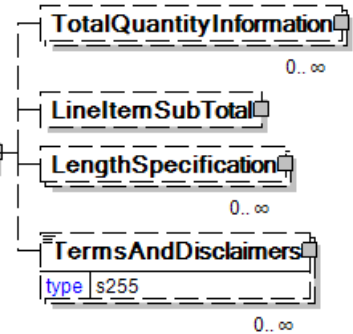 TotalQuantityInformation
0.. ∞
LineItemSubTotal
LengthSpecification
0.. ∞
TermsAndDisclaimers
type s255
0.. ∞